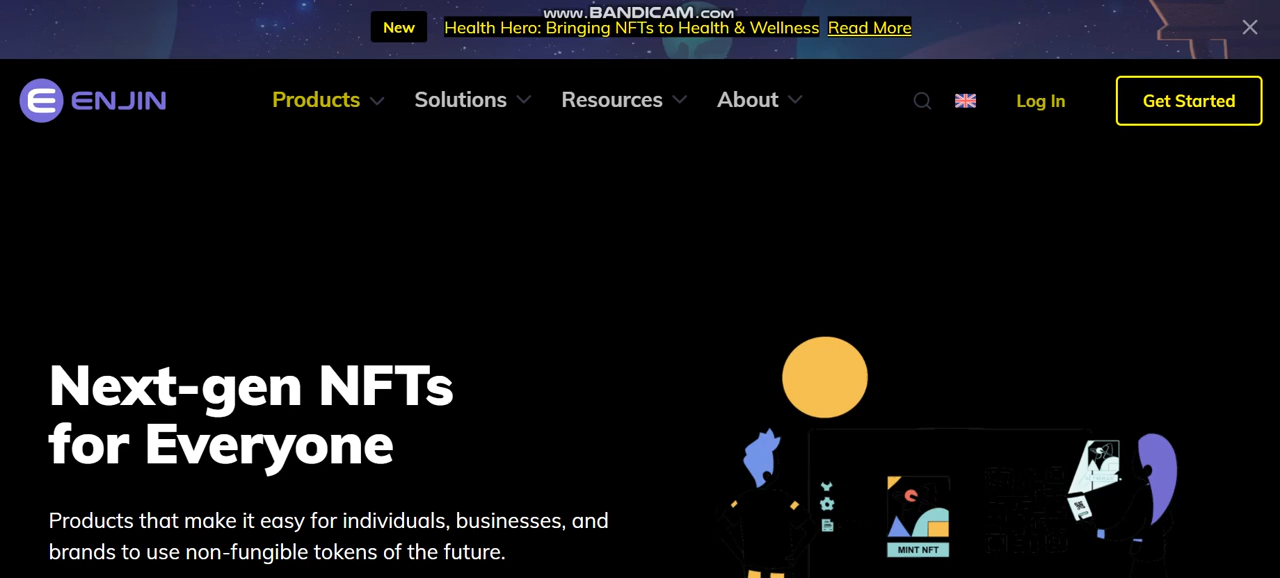 www.BANDICAM.com
New Health Hero: Bringing NFTs to Health & Wellness Read More
ENJIN Products Solutions Resources About Log In Get Started
Next-gen NFTs
for Everyone
Products that make it easy for individuals, businesses, and
brands to use non-fungible tokens of the future.
MINT NFT